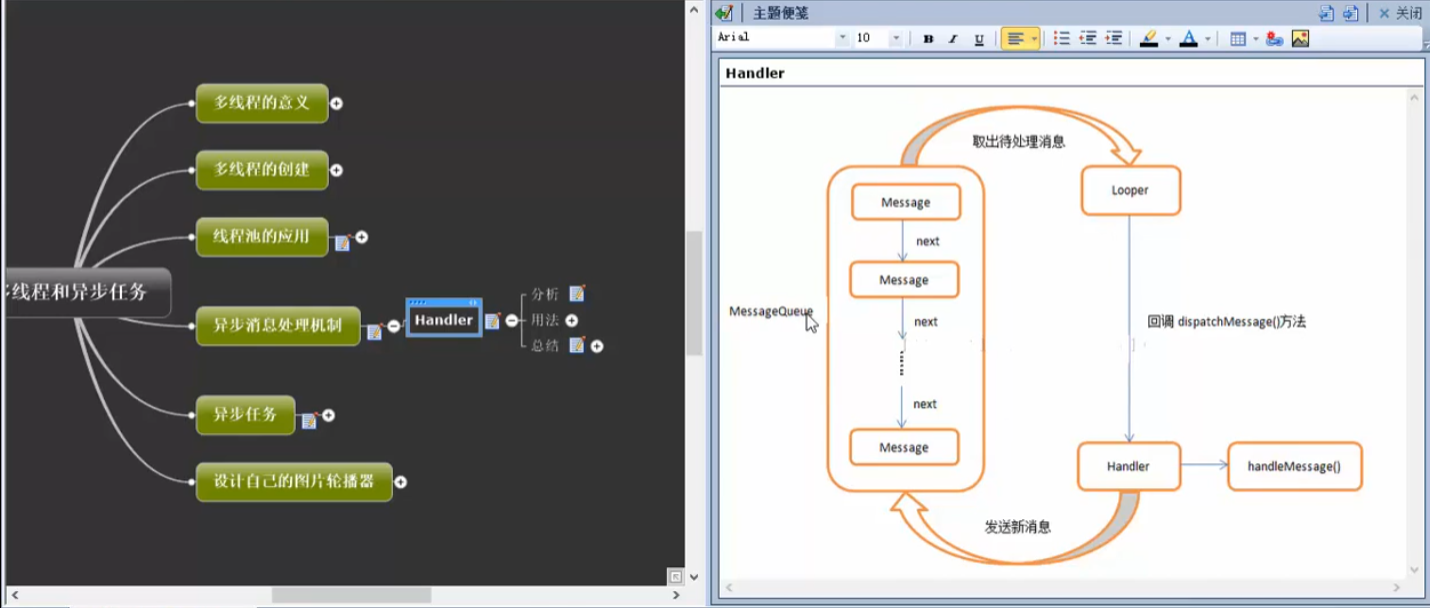 多线程的意义
多线程的创建
线程池的应用
线程和异步任务
异步消息处理机制
Handler
分析
用法
总结
异步任务
设计自己的图片轮播器
主题便笺
关闭
Arial
10
B I U A
Handler
取出待处理消息
Message
Looper
next
Message
MessageQueue
next
回调 dispatchMessage()方法
next
Message
Handler
handleMessage()
发送新消息